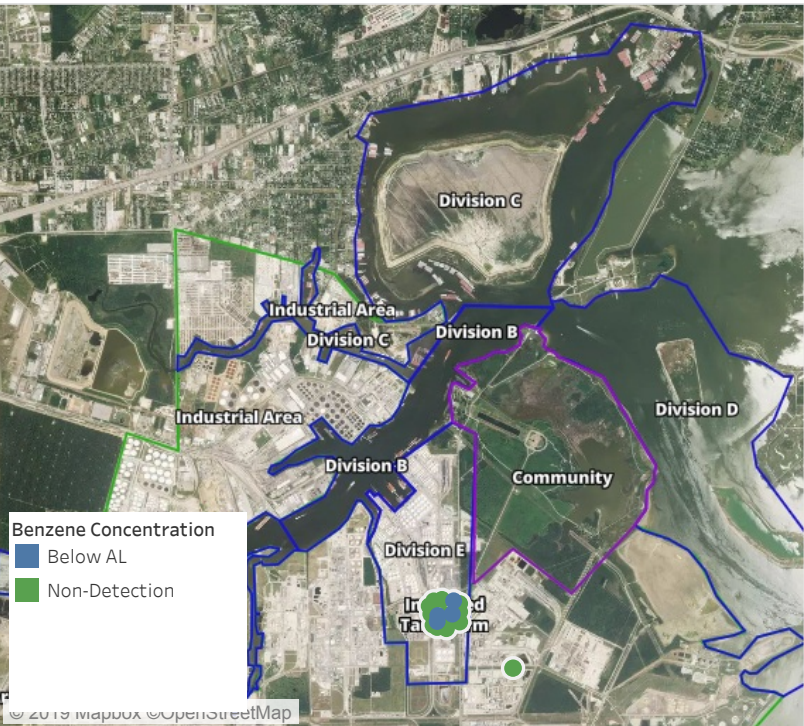 Division C
Industrial Area
Division B
Division C
Division D
Industrial Area
Division B
Community
Benzene Concentration
Below AL
Non-Detection
Division E
© 2019 Mapbox ©OpenStreetMap